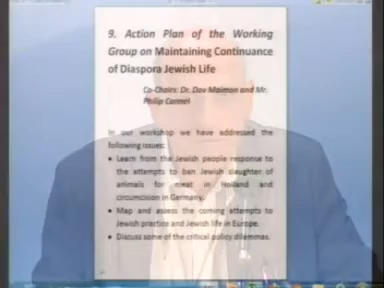 9. Action Plan of the Working
Group on Maintaining Continuance
of Diaspora Jewish Life
Co-Chairs: Dr. Dov Maimon and Mr.
Philip Carmel
In our workshop we have addressed the
following issues:
• Learn from the Jewish people response to
the attempts to ban Jewish slaughter of
animals for meat in Holland and
circumcision in Germany.
• Map and assess the coming attempts to
Jewish practice and Jewish life in Europe.
• Discuss some of the critical policy dilemmas.